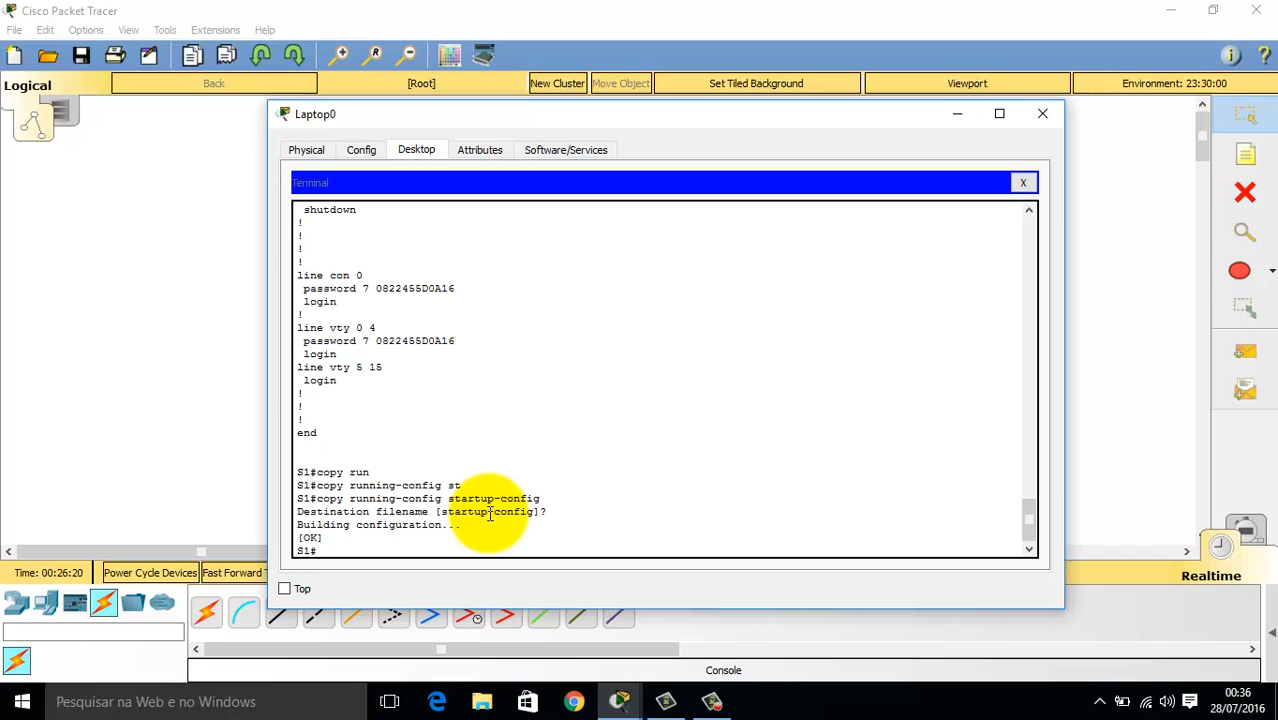 Cisco Packet Tracer
File Edit Options View Tools Extensions Help
Logical
Back
[Root]
New Cluster
Move Object
Set Tiled Background
Viewport
Environment: 23:30:00
Laptop0
Physical Config Desktop Attributes Software/Services
Terminal
X
shutdown
!
!
!
!
line con 0
password 7 0822455D0A16
login
!
line vty 0 4
password 7 0822455D0A16
login
line vty 5 15
login
!
!
!
end
S1#copy run
S1#copy running-config st
S1#copy running-config startup-config
Destination filename [startup-config]?
Building configuration...
[OK]
S1#
Top
Time: 00:26:20
Power Cycle Devices
Fast Forward T
Realtime
Console
Pesquisar na Web e no Windows
00:36
28/07/2016